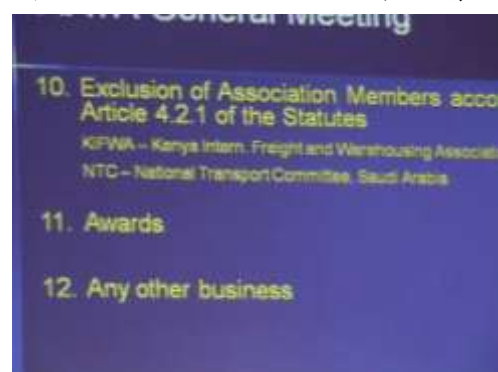 General Meeting
10. Exclusion of Association Members
Article 4.2.1 of the Statutes
KIFWA – Kenya Intern. Freight and Warehousing
NTC – National Transport Committee, Saudi Arabia
11. Awards
12. Any other business